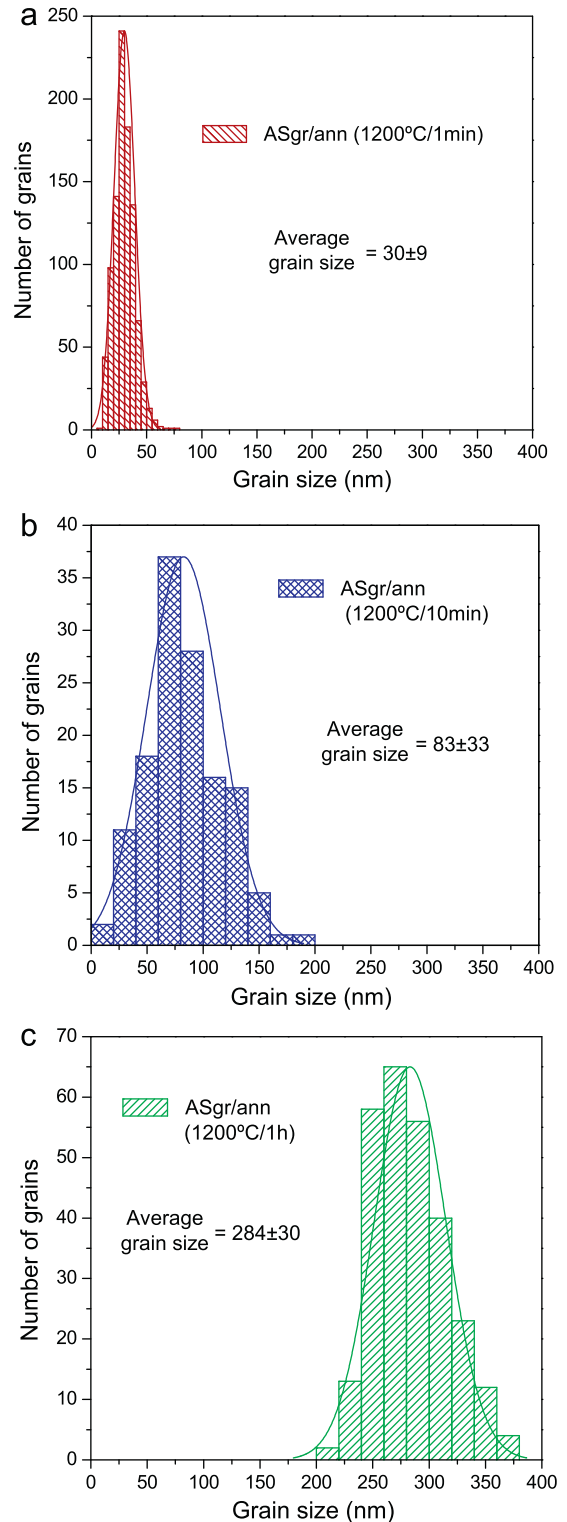 a
250
200
150
100
50
0
Number of grains
ASgr/ann (1200ºC/1min)
Average
grain size = 30±9
0 50 100 150 200 250 300 350 400
Grain size (nm)
b
40
35
30
25
20
15
10
5
0
Number of grains
ASgr/ann
(1200ºC/10min)
Average
grain size = 83±33
0 50 100 150 200 250 300 350 400
Grain size (nm)
c
70
60
50
40
30
20
10
0
Number of grains
ASgr/ann
(1200ºC/1h)
Average
grain size = 284±30
0 50 100 150 200 250 300 350 400
Grain size (nm)